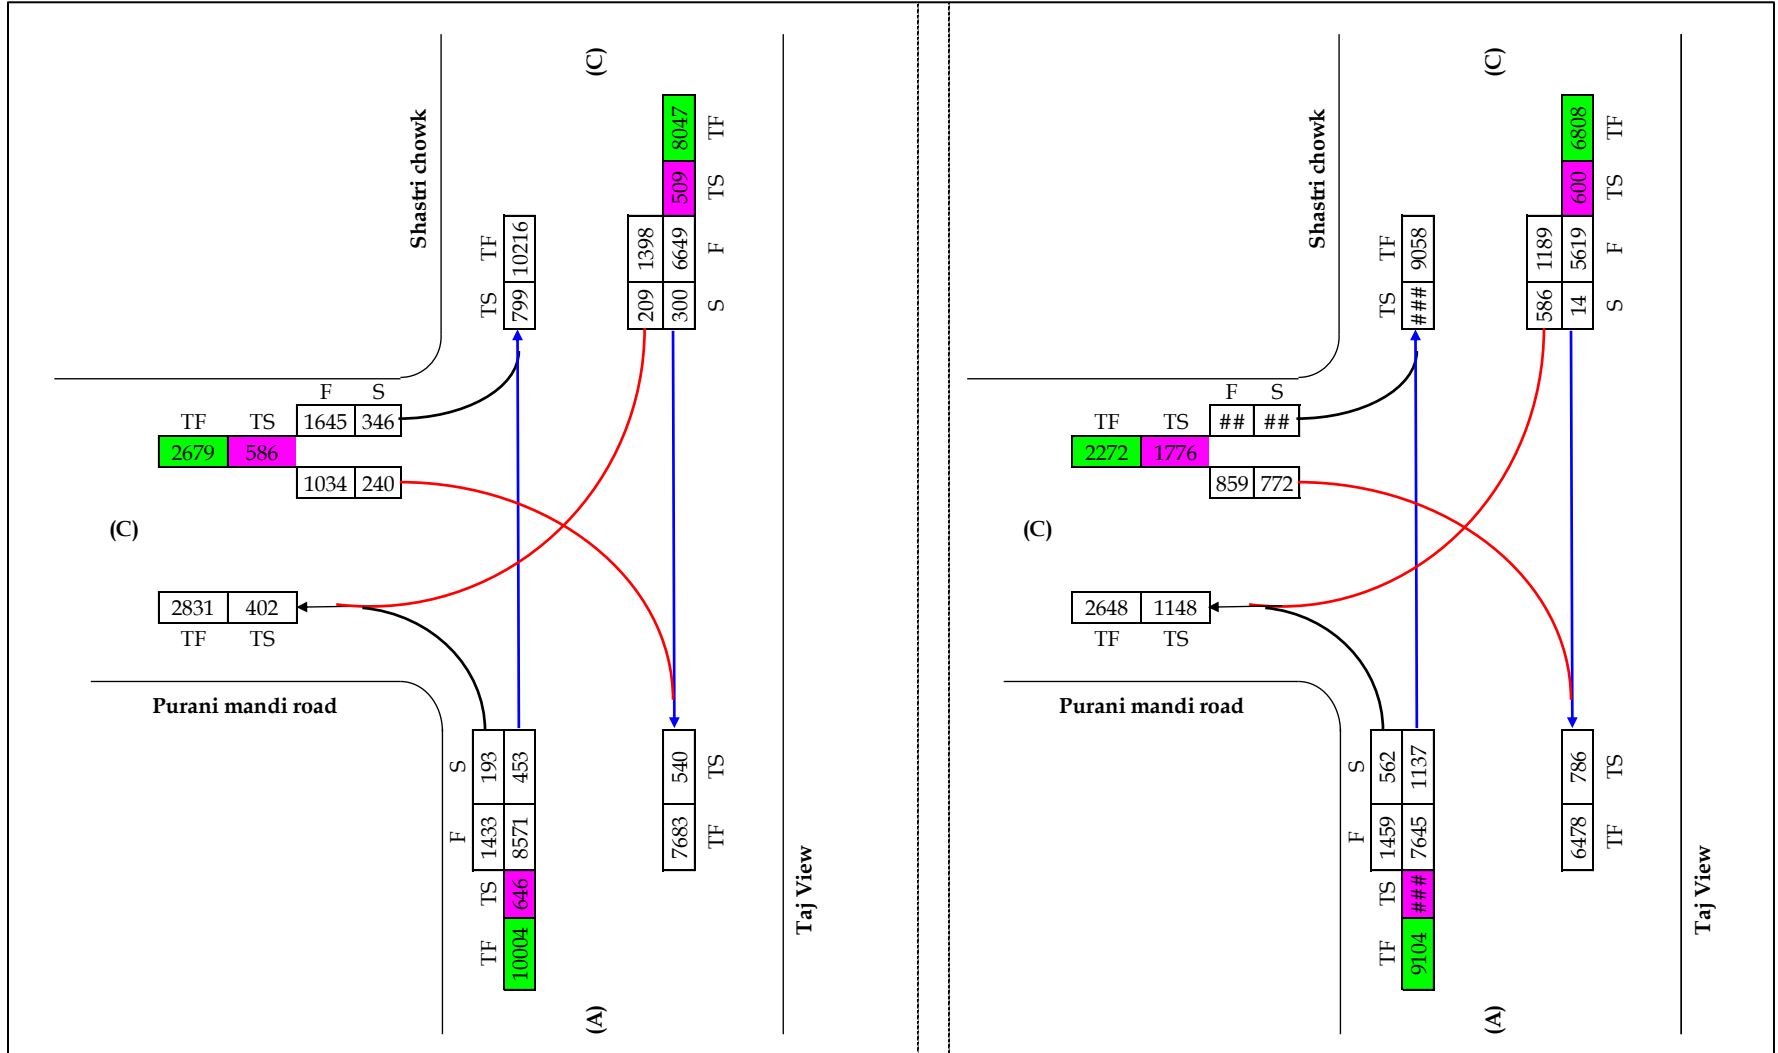 (C)
Shastri chowk
8047
TF
509
TS
TF
10216
TS
799
1398
6649
F
209
300
S
F
S
TF
TS
1645
346
2679
586
1034
240
(C)
2831
402
TF
TS
Purani mandi road
S
193
453
F
1433
8571
TS
646
TF
10004
540
TS
7683
TF
Taj View
(A)
(C)
Shastri chowk
6808
TF
600
TS
TF
9058
TS
###
1189
5619
F
586
14
S
F
S
TF
TS
##
##
2272
1776
859
772
(C)
2648
1148
TF
TS
Purani mandi road
S
562
1137
F
1459
7645
TS
###
TF
9104
786
TS
6478
TF
Taj View
(A)